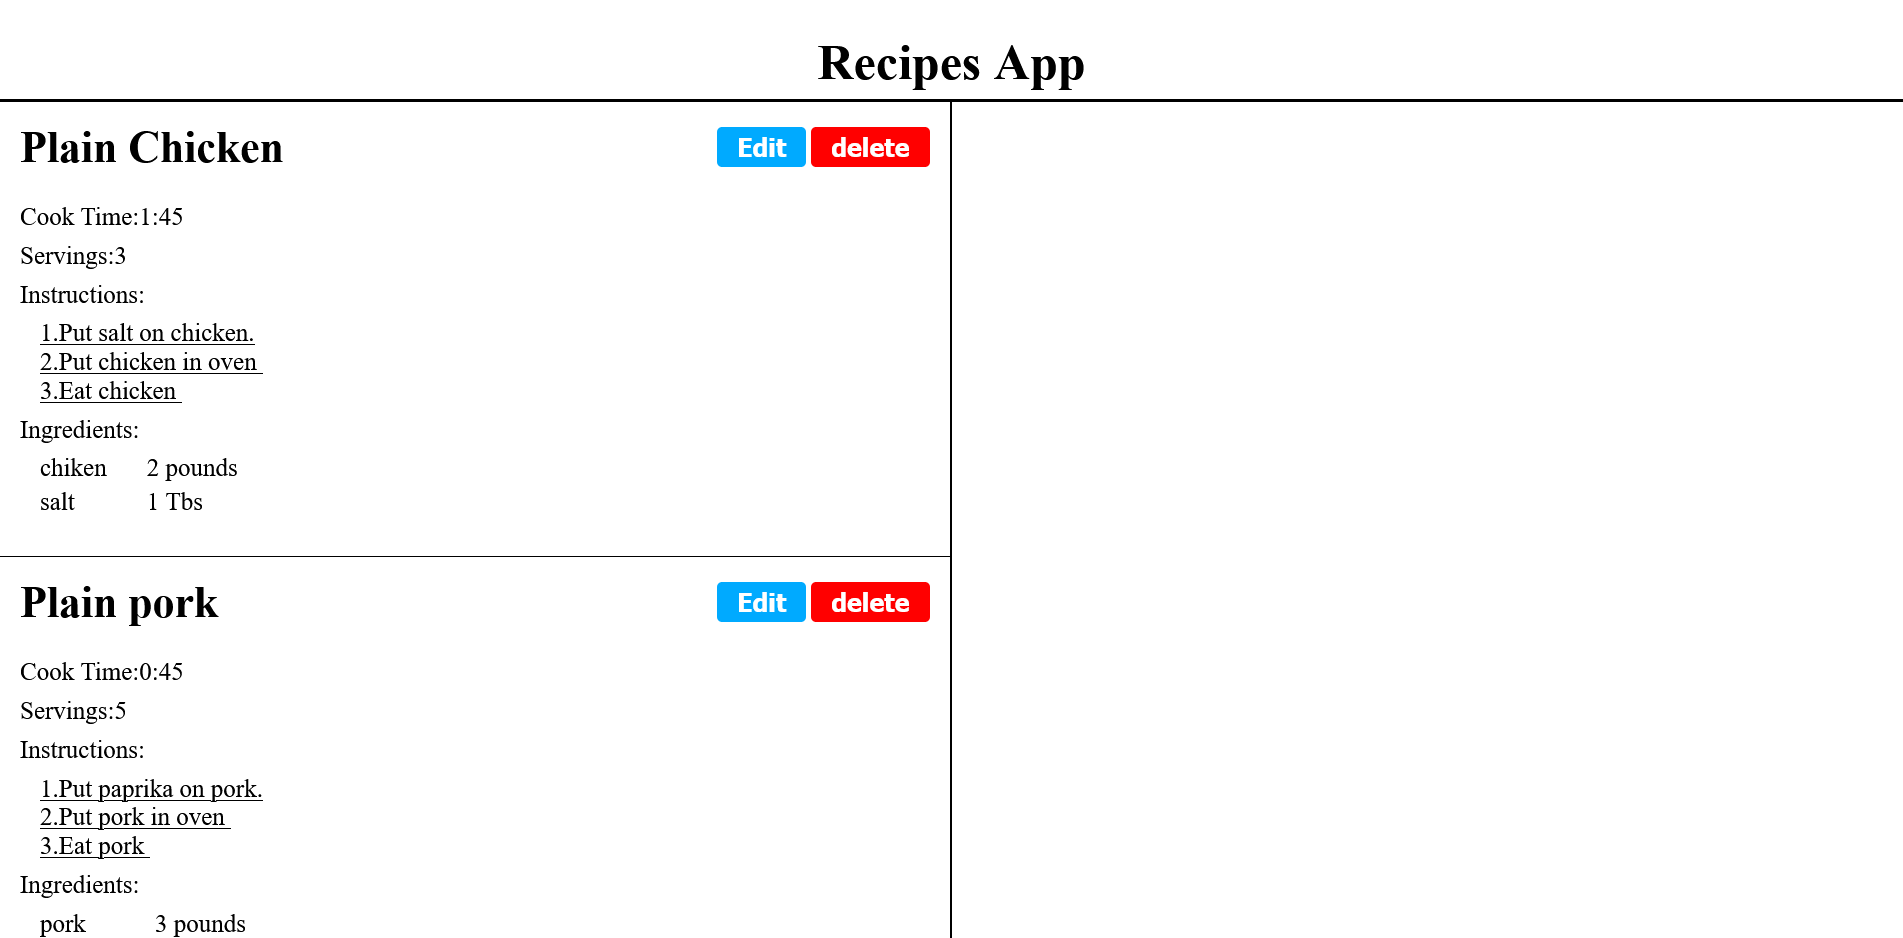 Recipes App
Plain Chicken
Edit delete
Cook Time:1:45
Servings:3
Instructions:
1.Put salt on chicken.
2.Put chicken in oven
3.Eat chicken
Ingredients:
chiken 2 pounds
salt 1 Tbs
Plain pork
Edit delete
Cook Time:0:45
Servings:5
Instructions:
1.Put paprika on pork.
2.Put pork in oven
3.Eat pork
Ingredients:
pork 3 pounds